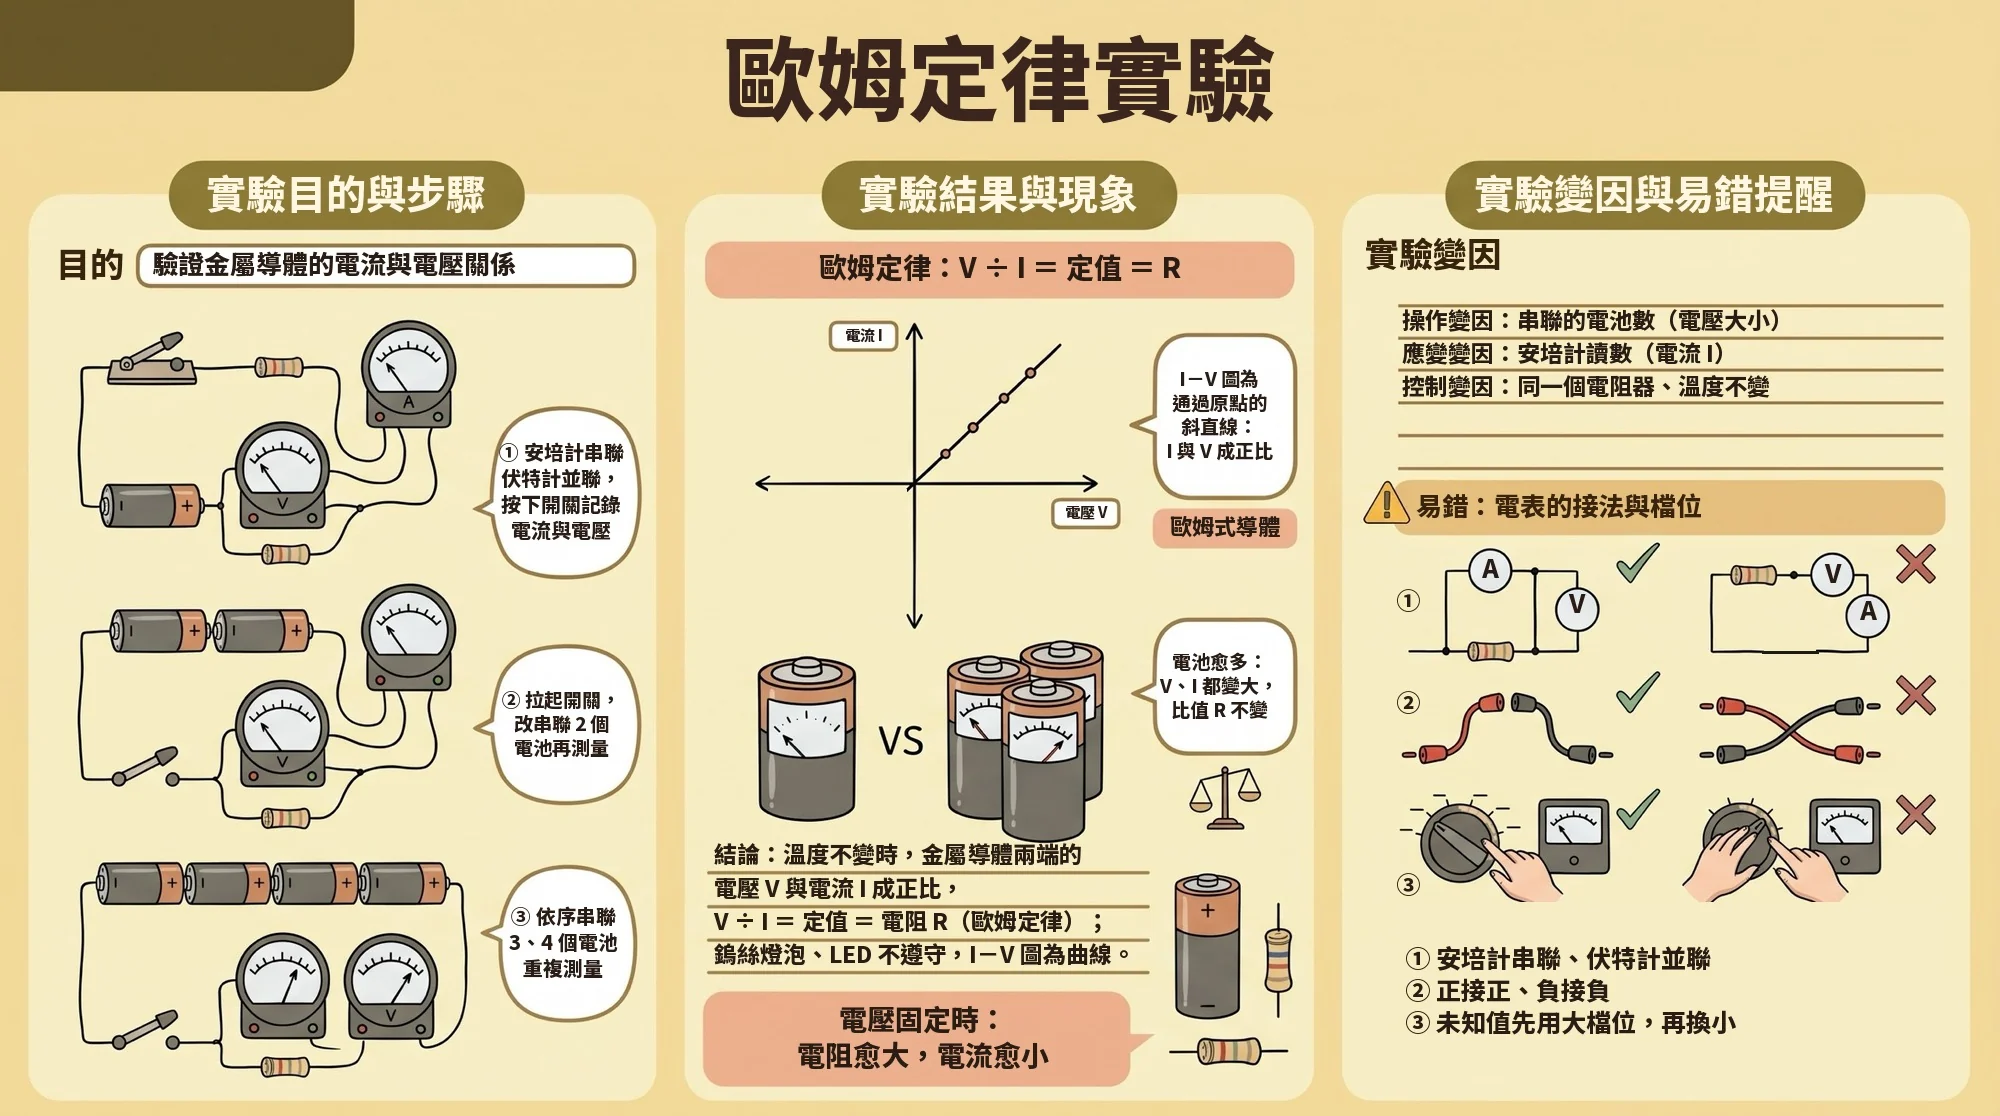 歐姆定律實驗
實驗目的與步驟
目的
驗證金屬導體的電流與電壓關係
A
V
① 安培計串聯
伏特計並聯，
按下開關記錄
電流與電壓
V
② 拉起開關，
改串聯 2 個
電池再測量
V
③ 依序串聯
3、4 個電池
重複測量
實驗結果與現象
歐姆定律：V ÷ I ＝ 定值 ＝ R
電流 I
電壓 V
I－V 圖為
通過原點的
斜直線：
I 與 V 成正比
歐姆式導體
VS
電池愈多：
V、I 都變大，
比值 R 不變
結論：溫度不變時，金屬導體兩端的
電壓 V 與電流 I 成正比，
V ÷ I ＝ 定值 ＝ 電阻 R（歐姆定律）；
鎢絲燈泡、LED 不遵守，I－V 圖為曲線。
電壓固定時：
電阻愈大，電流愈小
實驗變因與易錯提醒
實驗變因
操作變因：串聯的電池數（電壓大小）
應變變因：安培計讀數（電流 I）
控制變因：同一個電阻器、溫度不變
易錯：電表的接法與檔位
①
A
V
V
A
②
③
① 安培計串聯、伏特計並聯
② 正接正、負接負
③ 未知值先用大檔位，再換小